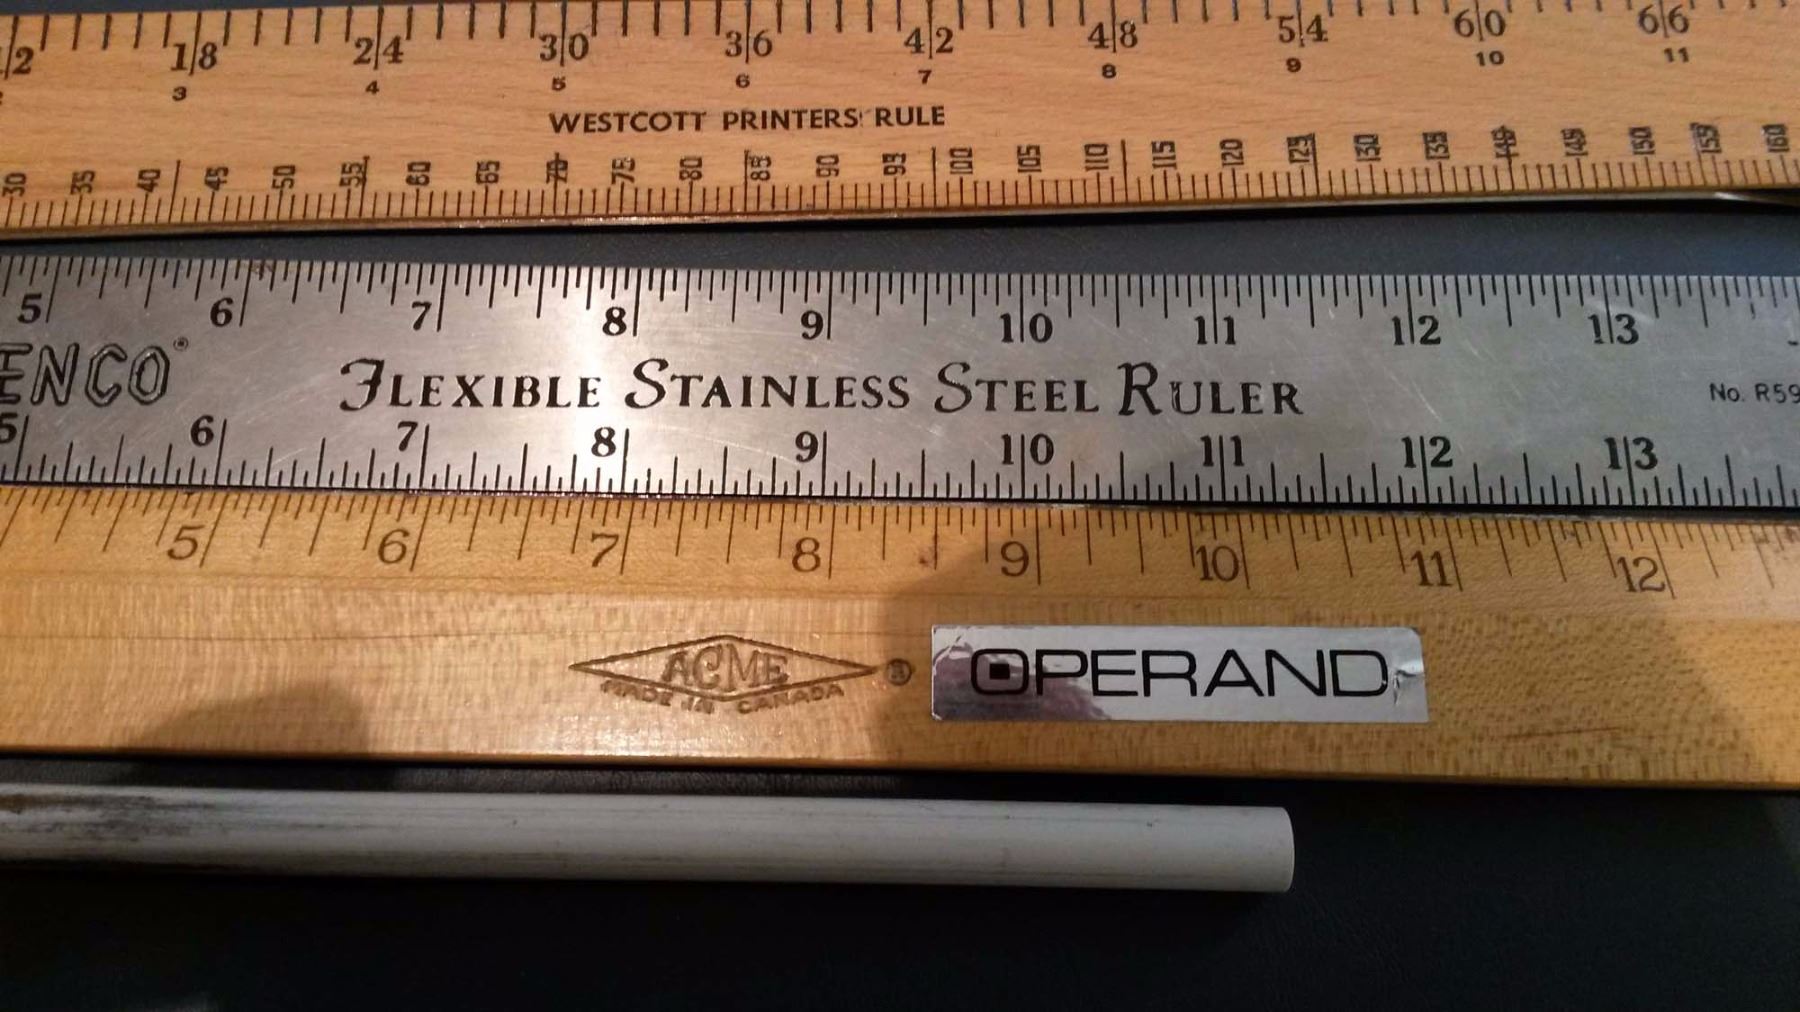 12 18 24 30 36 42 48 54 60 66
3 4 5 6 7 8 9 10 11
WESTCOTT PRINTERS' RULE
30 35 40 45 50 55 60 65 70 75 80 85 90 95 100 105 110 115 120 125 130 135 140 145 150 155 160
5 6 7 8 9 10 11 12 13
ENCO® FLEXIBLE STAINLESS STEEL RULER No. R59
5 6 7 8 9 10 11 12 13
5 6 7 8 9 10 11 12
ACME ® OPERAND
MADE IN CANADA